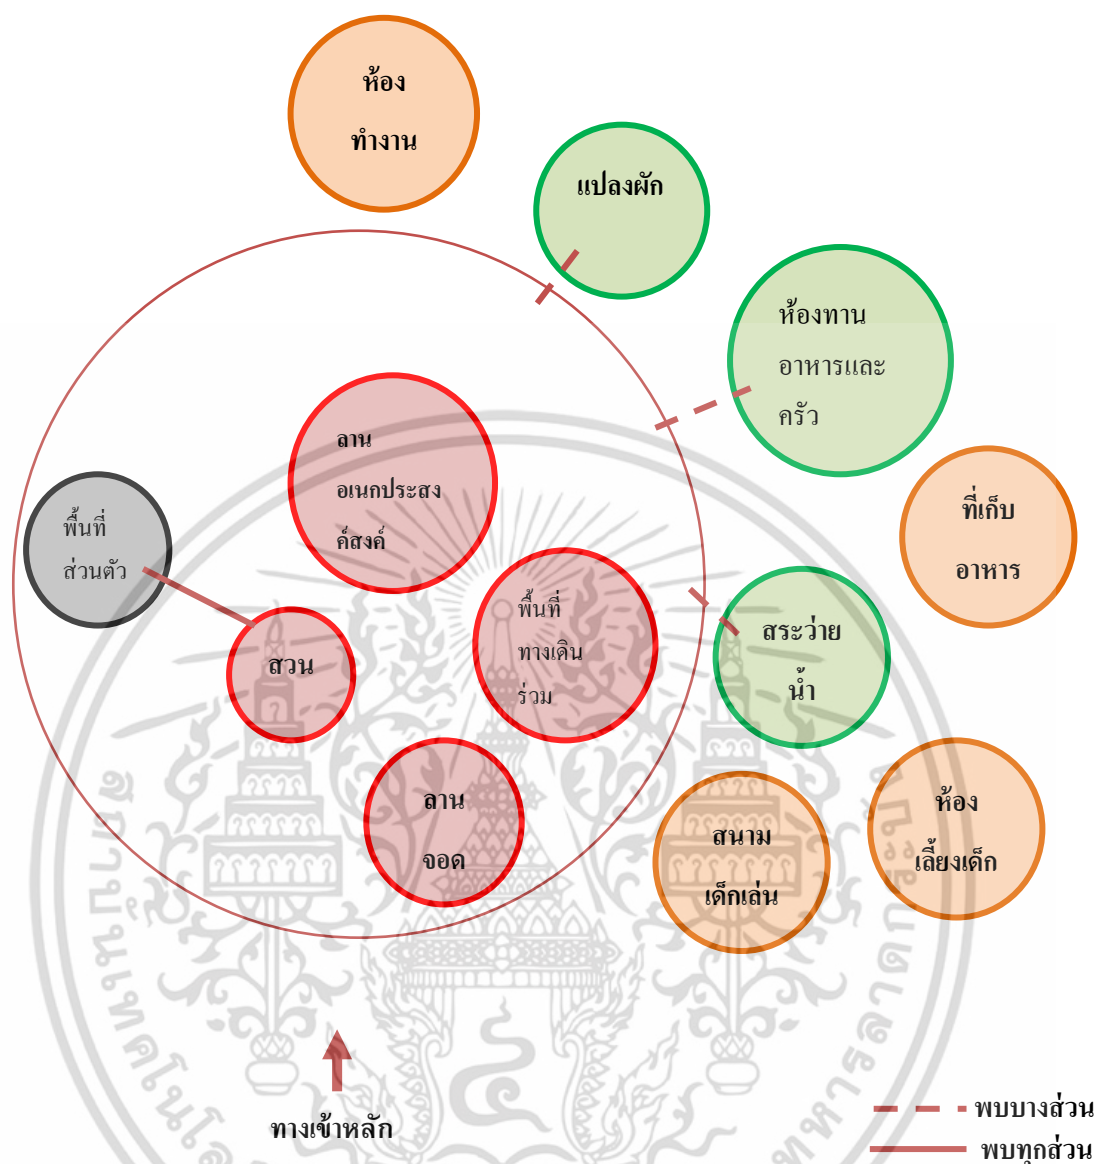 ห้อง
ทำงาน
แปลงผัก
ห้องทาน
อาหารและ
ครัว
ลาน
อเนกประสง
ค์สงค์
ที่เก็บ
อาหาร
พื้นที่
ส่วนตัว
พื้นที่
ทางเดิน
ร่วม
สวน
สระว่าย
น้ำ
ลาน
จอด
สนาม
เด็กเล่น
ห้อง
เลี้ยงเด็ก
ทางเข้าหลัก
พบบางส่วน
พบทุกส่วน